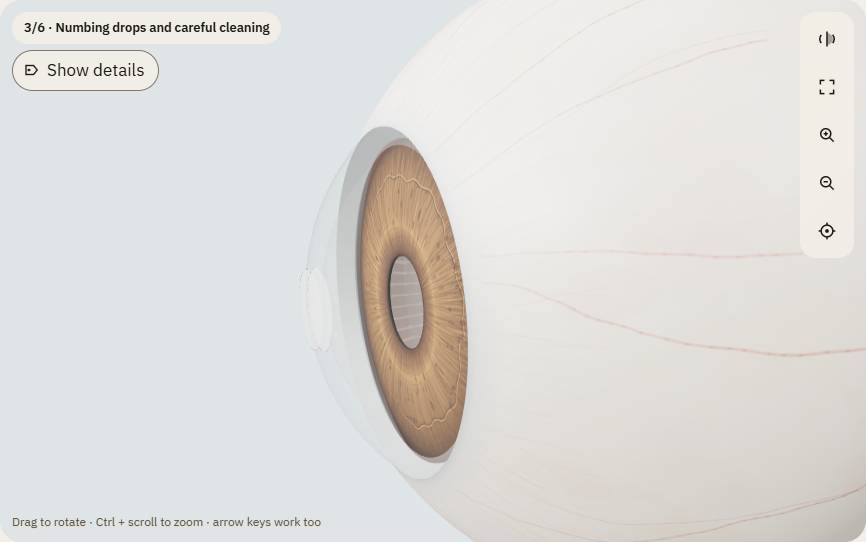 3/6 · Numbing drops and careful cleaning
Show details
Drag to rotate · Ctrl + scroll to zoom · arrow keys work too